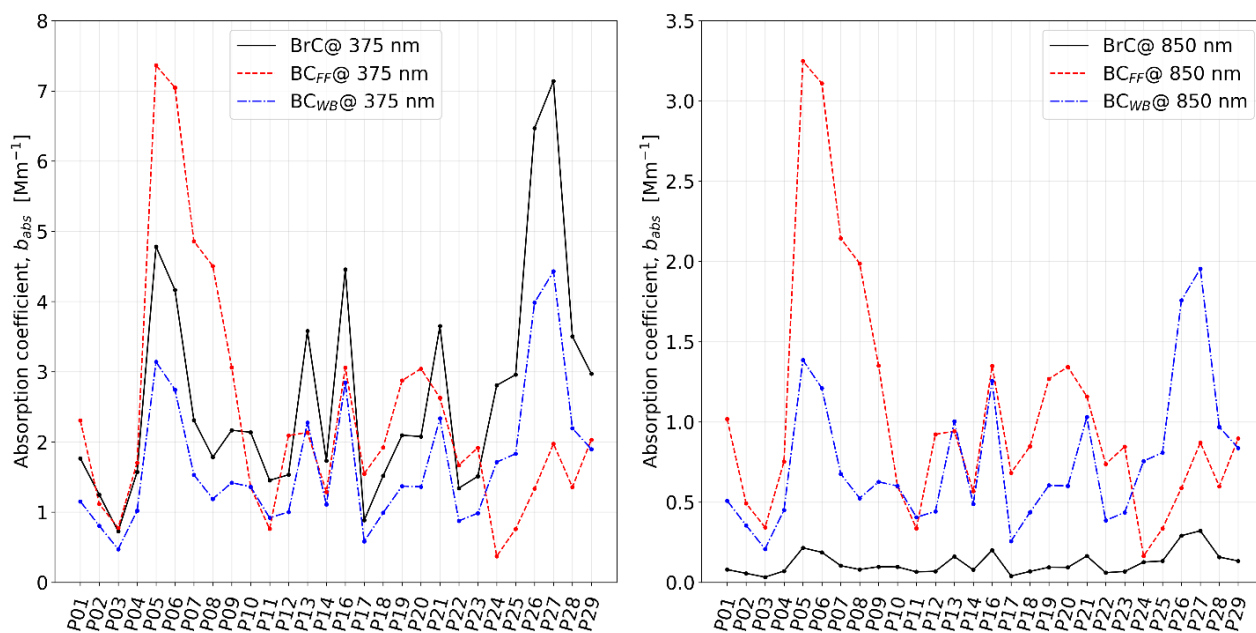 8
7
6
5
4
3
2
1
0
Absorption coefficient, b_abs [Mm⁻¹]
BrC@ 375 nm
BC_FF@ 375 nm
BC_WB@ 375 nm
P01 P02 P03 P04 P05 P06 P07 P08 P09 P10 P11 P12 P13 P14 P16 P17 P18 P19 P20 P21 P22 P23 P24 P25 P26 P27 P28 P29
3.5
3.0
2.5
2.0
1.5
1.0
0.5
0.0
Absorption coefficient, b_abs [Mm⁻¹]
BrC@ 850 nm
BC_FF@ 850 nm
BC_WB@ 850 nm
P01 P02 P03 P04 P05 P06 P07 P08 P09 P10 P11 P12 P13 P14 P16 P17 P18 P19 P20 P21 P22 P23 P24 P25 P26 P27 P28 P29